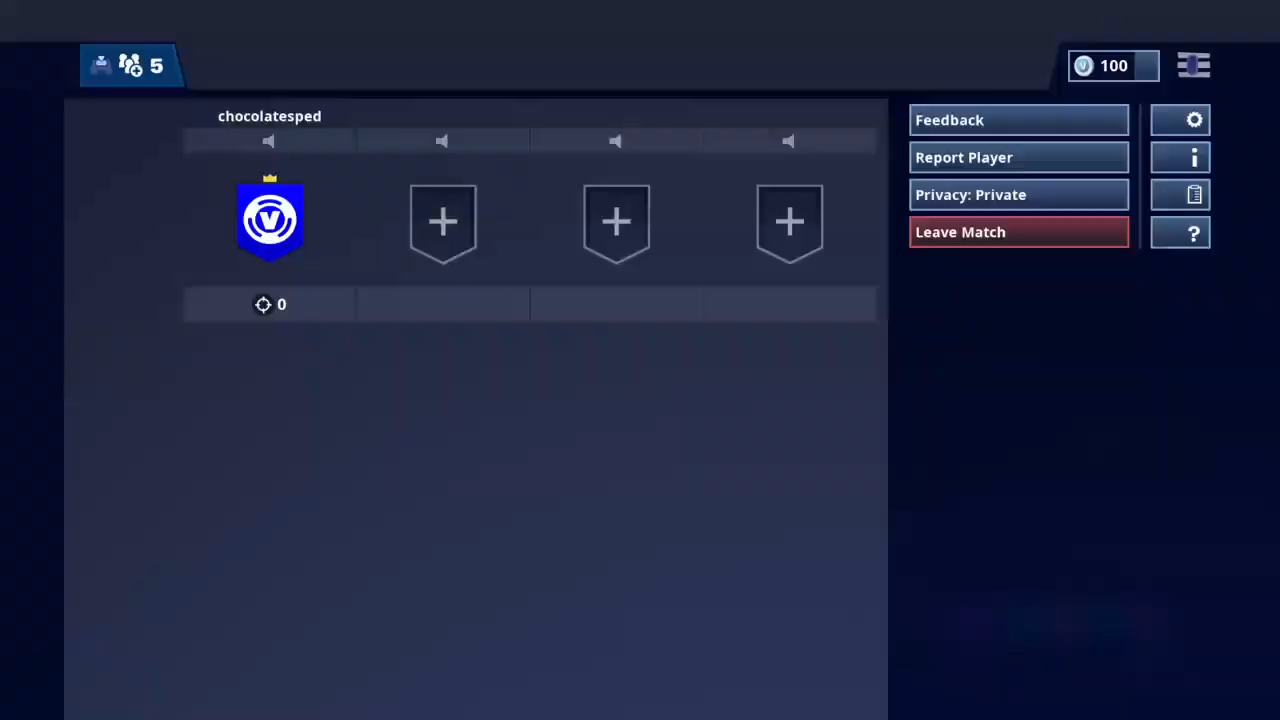 5
100
chocolatesped
Feedback
Report Player
Privacy: Private
Leave Match
V
0